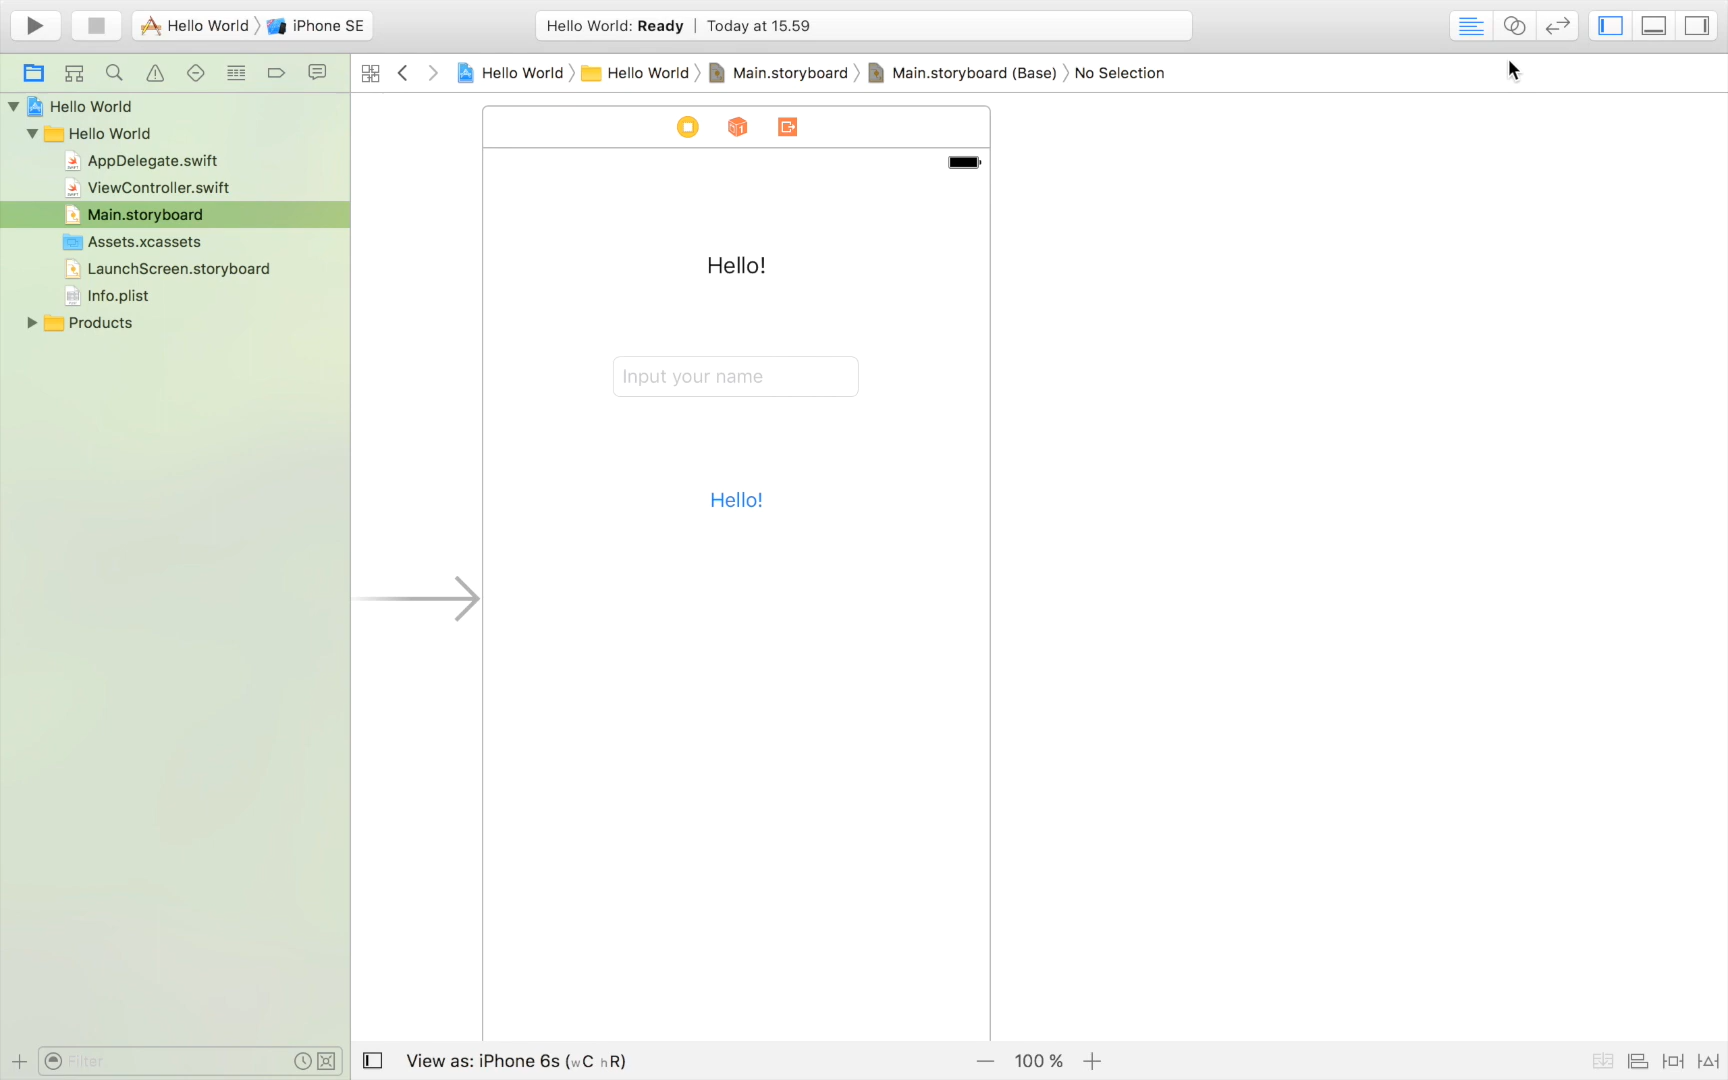 Hello World 〉 iPhone SE
Hello World: Ready | Today at 15.59
Hello World 〉 Hello World 〉 Main.storyboard 〉 Main.storyboard (Base) 〉 No Selection
Hello World
Hello World
AppDelegate.swift
ViewController.swift
Main.storyboard
Assets.xcassets
LaunchScreen.storyboard
Info.plist
Products
Hello!
Input your name
Hello!
Filter
View as: iPhone 6s (wC hR)
— 100 % +